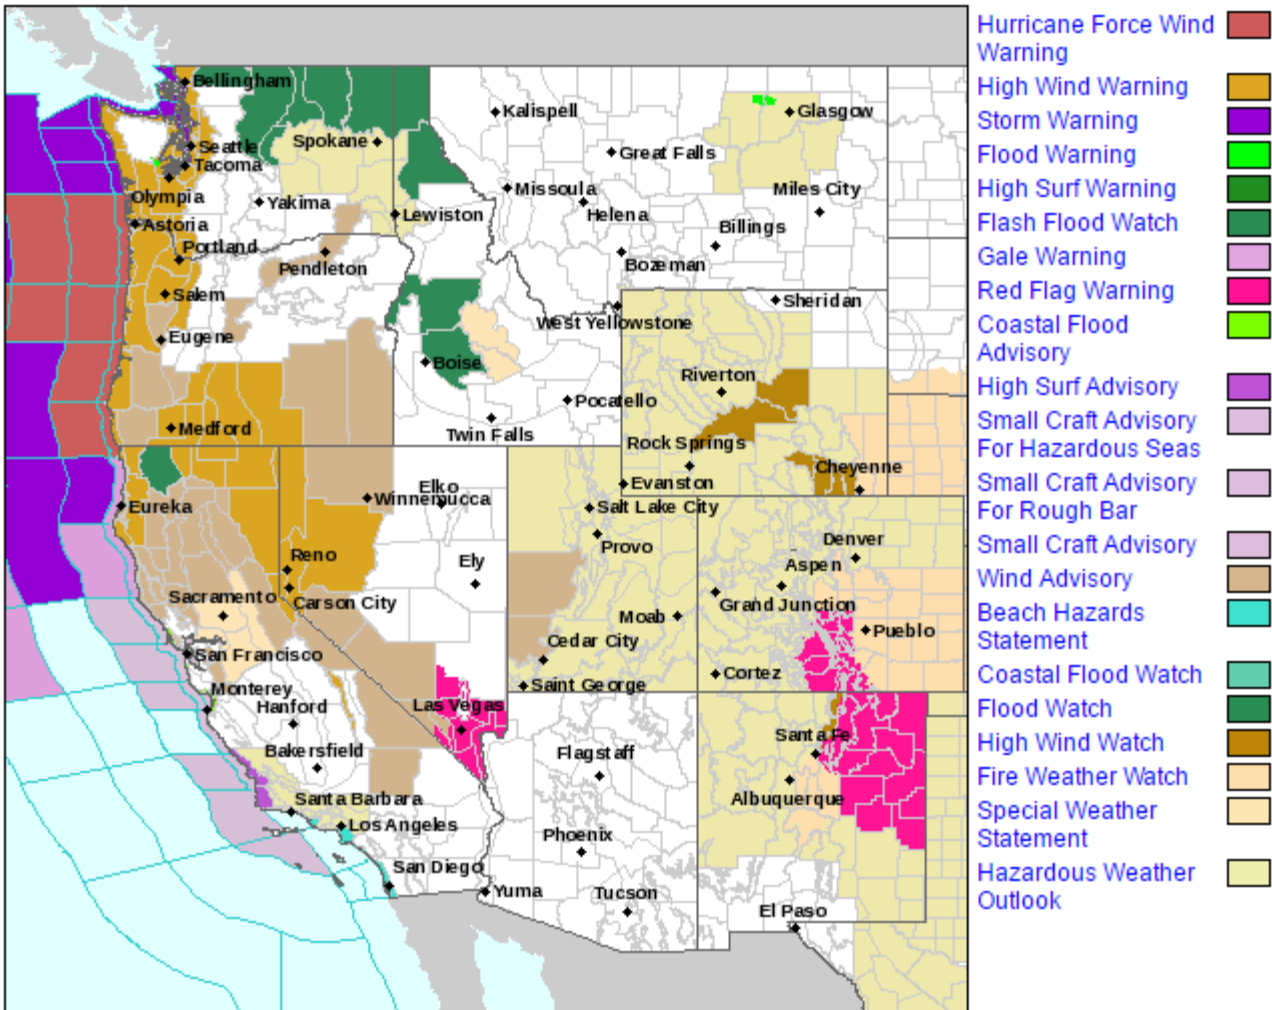 Bellingham
Kalispell
Glasgow
Spokane
Seattle
Great Falls
Tacoma
Missoula
Miles City
Olympia
Yakima
Helena
Lewiston
Astoria
Billings
Portland
Pendleton
Bozeman
Salem
Sheridan
West Yellowstone
Eugene
Boise
Riverton
Pocatello
Medford
Twin Falls
Rock Springs
Cheyenne
Evanston
Elko
Winnemucca
Eureka
Salt Lake City
Provo
Denver
Reno
Ely
Aspen
Sacramento
Carson City
Grand Junction
Moab
Pueblo
Cedar City
San Francisco
Cortez
Saint George
Monterey
Hanford
Las Vegas
Santa Fe
Bakersfield
Flagstaff
Santa Barbara
Albuquerque
Los Angeles
Phoenix
San Diego
Yuma
Tucson
El Paso
Hurricane Force Wind
Warning
High Wind Warning
Storm Warning
Flood Warning
High Surf Warning
Flash Flood Watch
Gale Warning
Red Flag Warning
Coastal Flood
Advisory
High Surf Advisory
Small Craft Advisory
For Hazardous Seas
Small Craft Advisory
For Rough Bar
Small Craft Advisory
Wind Advisory
Beach Hazards
Statement
Coastal Flood Watch
Flood Watch
High Wind Watch
Fire Weather Watch
Special Weather
Statement
Hazardous Weather
Outlook